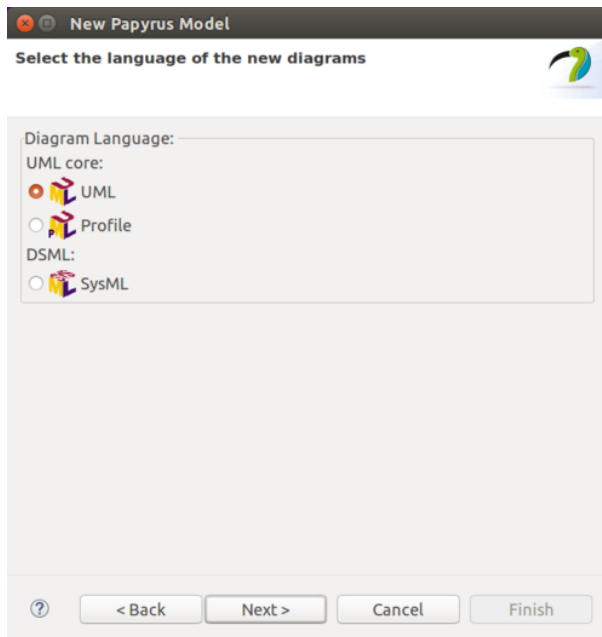 New Papyrus Model
Select the language of the new diagrams
Diagram Language:
UML core:
UML
Profile
DSML:
SysML
? < Back Next > Cancel Finish